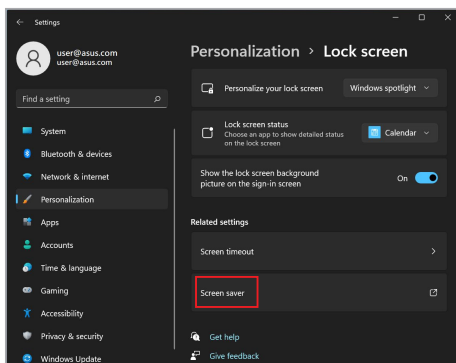 Settings
user@asus.com
user@asus.com
Find a setting
System
Bluetooth & devices
Network & internet
Personalization
Apps
Accounts
Time & language
Gaming
Accessibility
Privacy & security
Windows Update
Personalization > Lock screen
Personalize your lock screen
Windows spotlight
Lock screen status
Choose an app to show detailed status
on the lock screen
Calendar
Show the lock screen background
picture on the sign-in screen
On
Related settings
Screen timeout
Screen saver
Get help
Give feedback